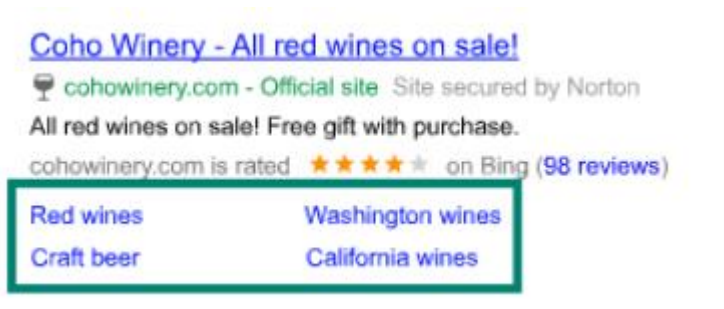 Coho Winery - All red wines on sale!
cohowinery.com - Official site Site secured by Norton
All red wines on sale! Free gift with purchase.
cohowinery.com is rated on Bing (98 reviews)
Red wines Washington wines
Craft beer California wines